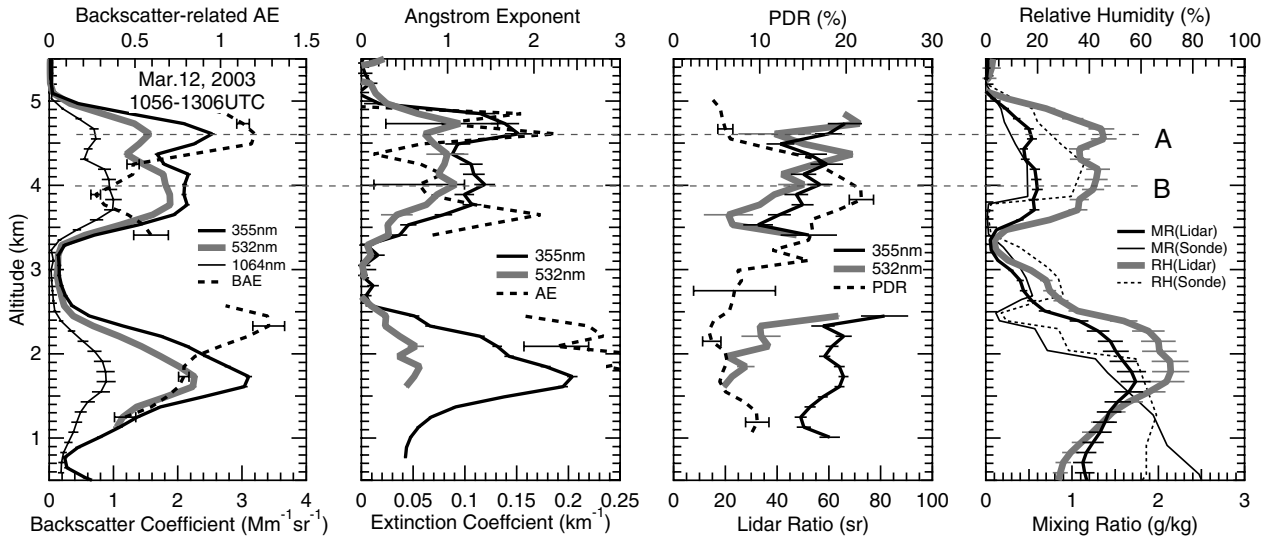 Backscatter-related AE
Angstrom Exponent
PDR (%)
Relative Humidity (%)
0 0.5 1 1.5
0 1 2 3
0 10 20 30
0 20 40 60 80 100
Mar.12, 2003
1056-1306UTC
Altitude (km)
5
4
3
2
1
A
B
355nm
532nm
1064nm
BAE
355nm
532nm
AE
355nm
532nm
PDR
MR(Lidar)
MR(Sonde)
RH(Lidar)
RH(Sonde)
0 1 2 3 4
0 0.05 0.1 0.15 0.2 0.25
0 20 40 60 80 100
0 1 2 3
Backscatter Coefficient (Mm⁻¹sr⁻¹)
Extinction Coeffcient (km⁻¹)
Lidar Ratio (sr)
Mixing Ratio (g/kg)